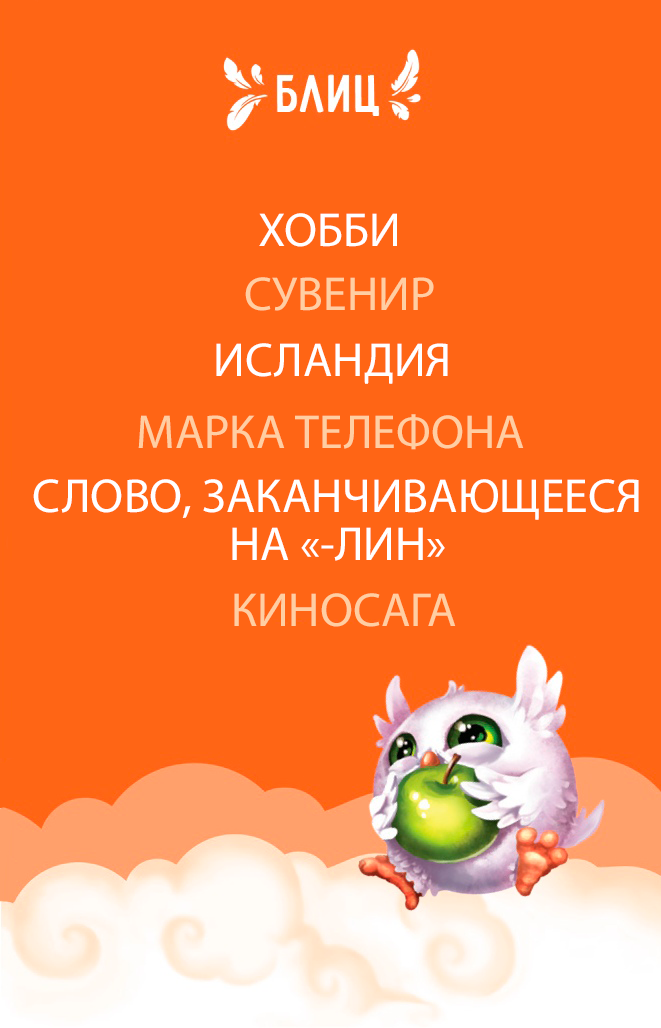 БЛИЦ
ХОББИ
СУВЕНИР
ИСЛАНДИЯ
МАРКА ТЕЛЕФОНА
СЛОВО, ЗАКАНЧИВАЮЩЕЕСЯ
НА «-ЛИН»
КИНОСАГА